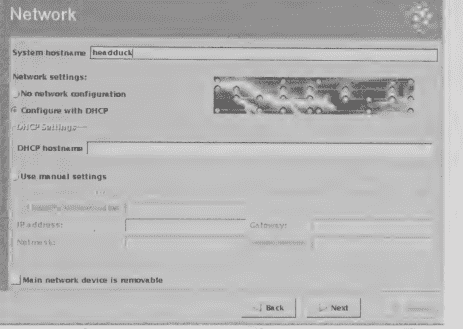 Network
System hostname headduck
Network settings:
No network configuration
Configure with DHCP
DHCP Settings
DHCP hostname
Use manual settings
IP address: Gateway:
Netmask:
Main network device is removable
Back Next